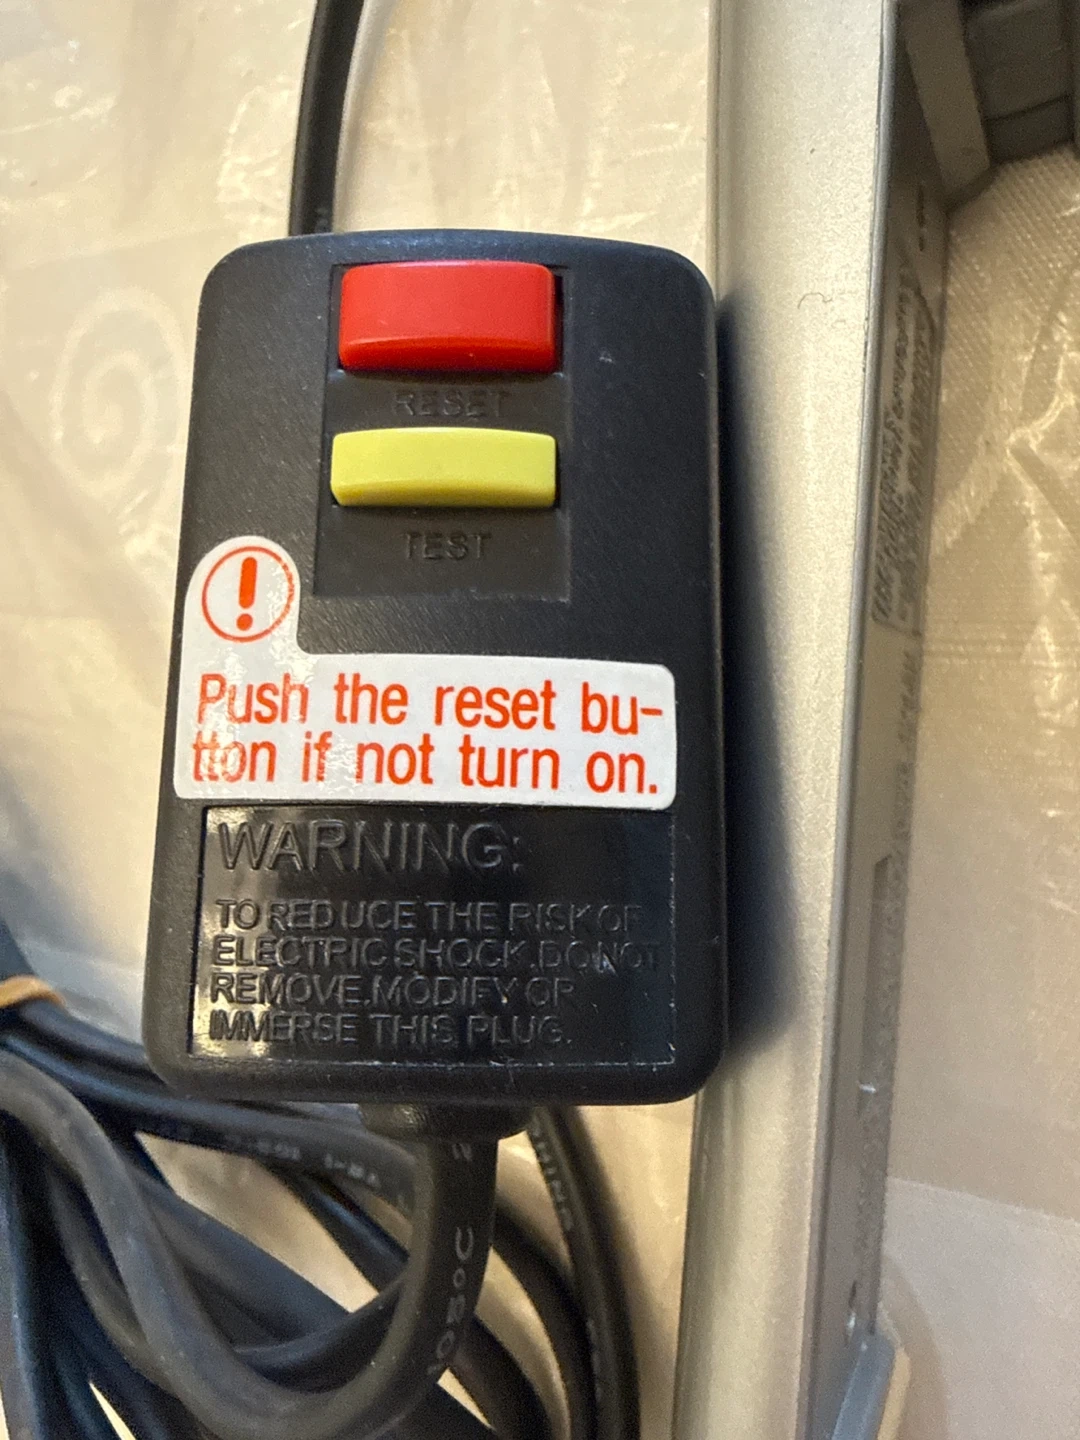 RESET
TEST
!
Push the reset bu-
tton if not turn on.
WARNING:
TO REDUCE THE RISK OF
ELECTRIC SHOCK.DO NOT
REMOVE.MODIFY OR
IMMERSE THIS PLUG.
105°C